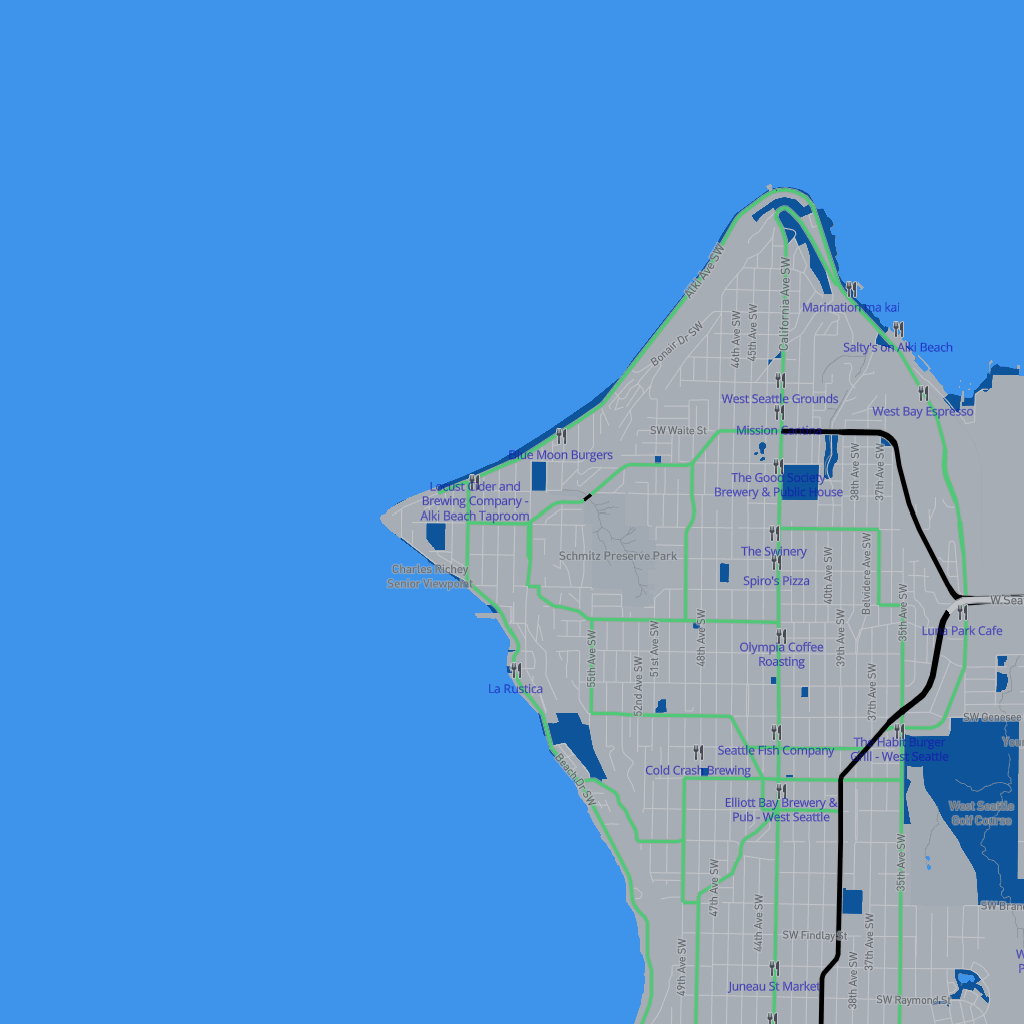 Alki Ave SW
California Ave SW
Marination ma kai
Bonair Dr SW
46th Ave SW
45th Ave SW
Salty's on Alki Beach
West Seattle Grounds
West Bay Espresso
SW Waite St
Mission Cantina
Blue Moon Burgers
The Good Society
Brewery & Public House
38th Ave SW
37th Ave SW
Locust Cider and
Brewing Company -
Alki Beach Taproom
Schmitz Preserve Park
The Swinery
Spiro's Pizza
Charles Richey
Senior Viewpoint
40th Ave SW
Belvidere Ave SW
35th Ave SW
W Sea
Luna Park Cafe
55th Ave SW
51st Ave SW
48th Ave SW
39th Ave SW
Olympia Coffee
Roasting
52nd Ave SW
37th Ave SW
La Rustica
SW Genesee
Your
Seattle Fish Company
The Habit Burger
Grill - West Seattle
Cold Crash Brewing
Beach Dr SW
Elliott Bay Brewery &
Pub - West Seattle
West Seattle
Golf Course
35th Ave SW
47th Ave SW
44th Ave SW
SW Bran
SW Findlay St
37th Ave SW
49th Ave SW
38th Ave SW
W
P
Juneau St Market
SW Raymond St